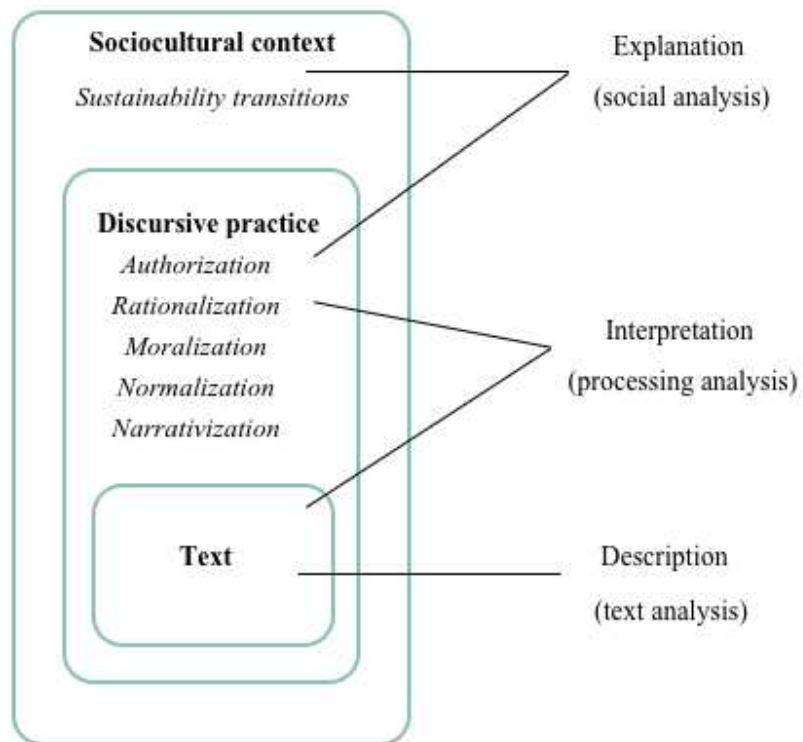 Sociocultural context
Sustainability transitions
Discursive practice
Authorization
Rationalization
Moralization
Normalization
Narrativization
Text
Explanation
(social analysis)
Interpretation
(processing analysis)
Description
(text analysis)